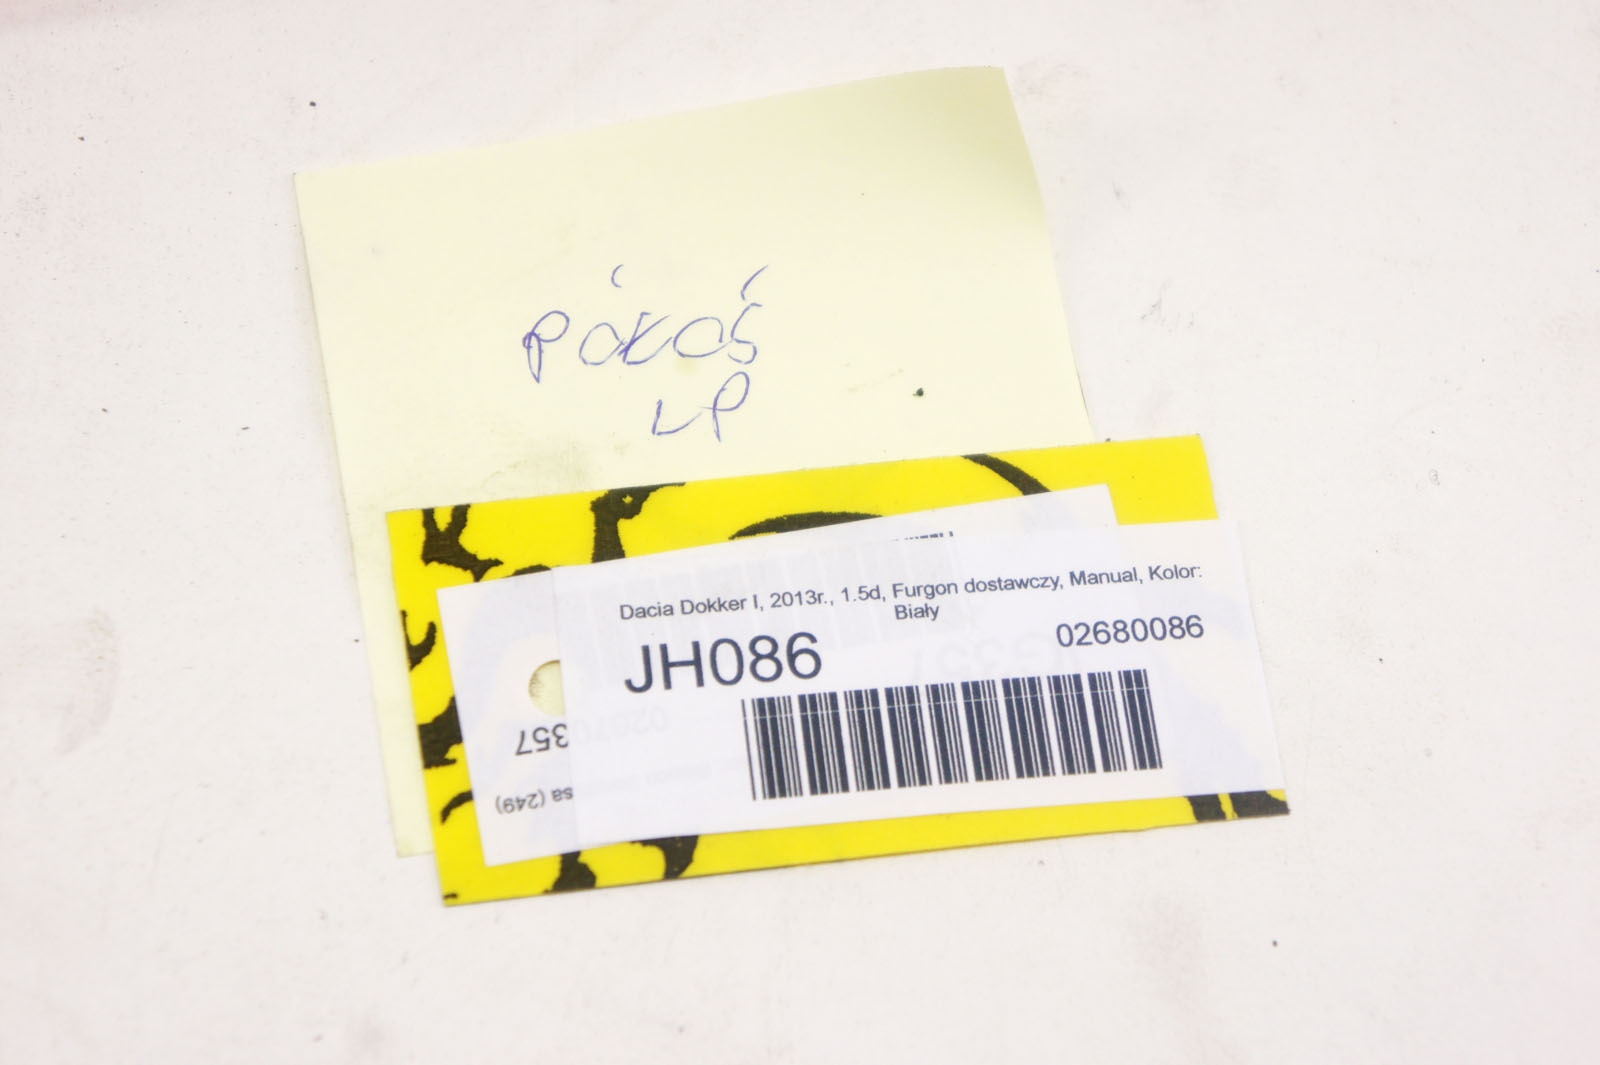 PÓŁOŚ
LP
Dacia Dokker I, 2013r., 1.5d, Furgon dostawczy, Manual, Kolor:
Biały
JH086
02680086
357
sa (249)